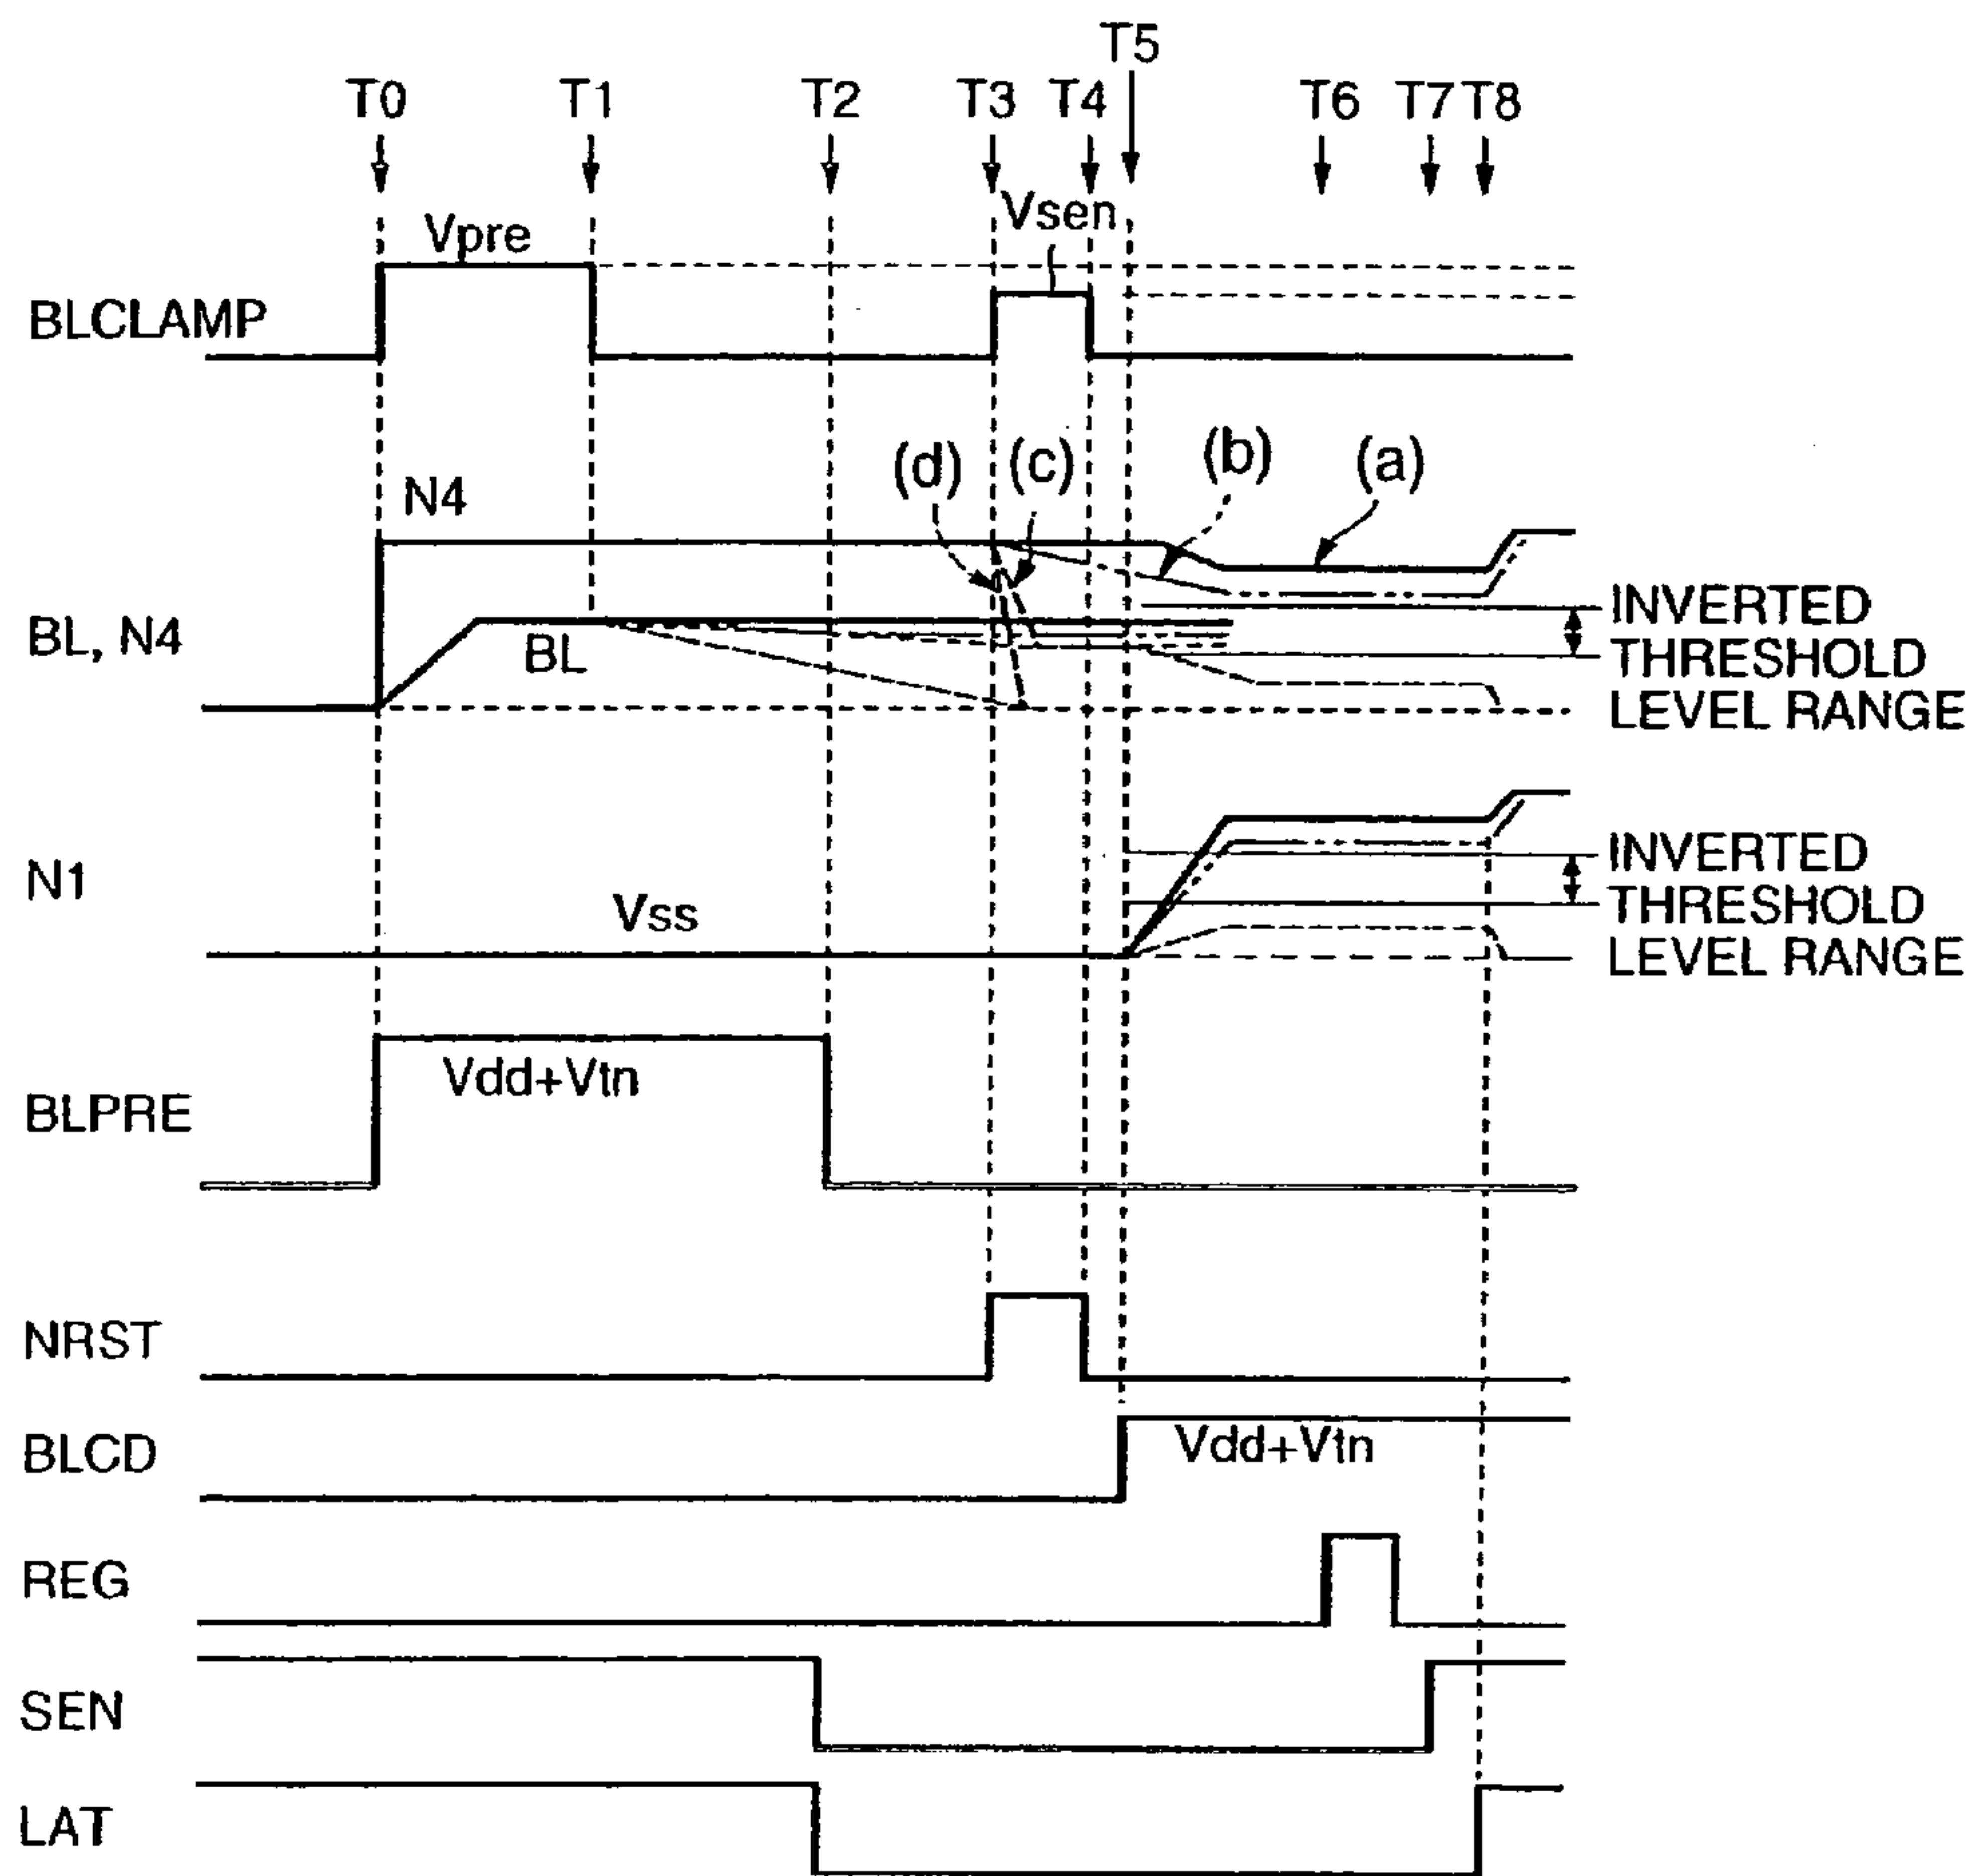 T5
T0 T1 T2 T3 T4 T6 T7 T8
Vpre Vsen
BLCLAMP
(d) (c) (b) (a)
N4
BL, N4
BL
INVERTED
THRESHOLD
LEVEL RANGE
N1
Vss
INVERTED
THRESHOLD
LEVEL RANGE
BLPRE
Vdd+Vtn
NRST
BLCD
Vdd+Vtn
REG
SEN
LAT